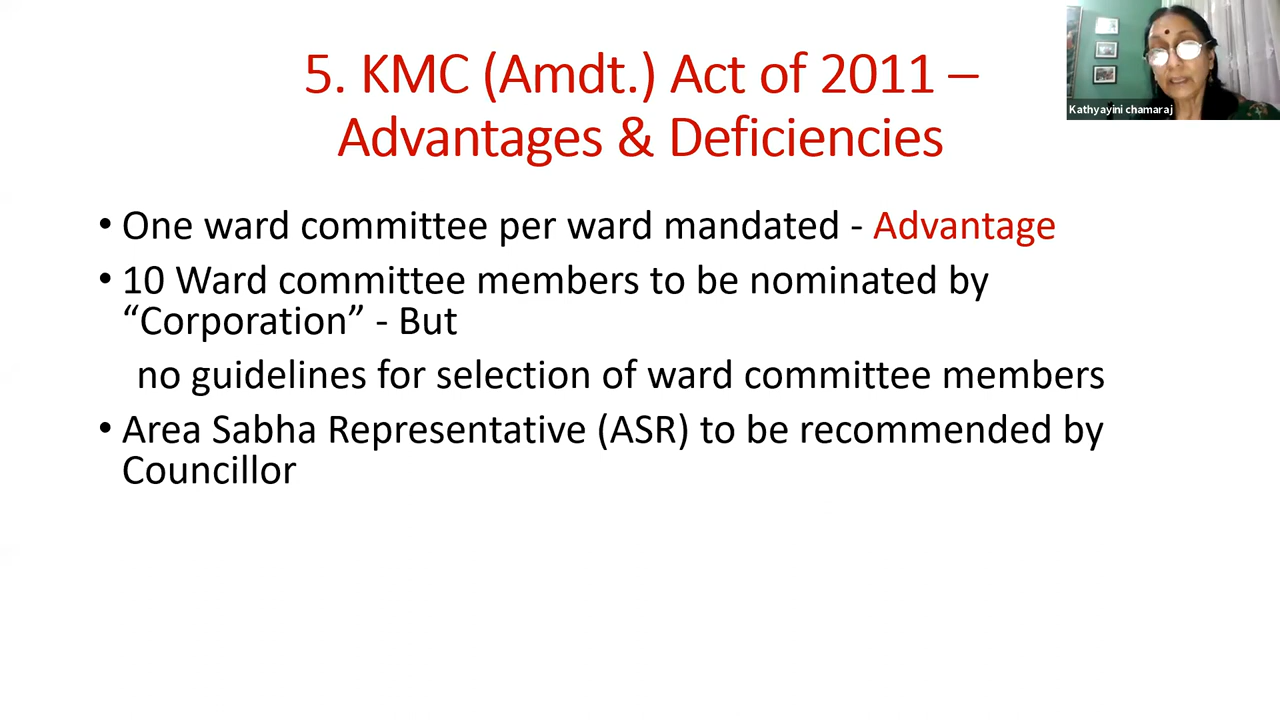 5. KMC (Amdt.) Act of 2011 –
Advantages & Deficiencies
Kathyayini chamaraj
• One ward committee per ward mandated - Advantage
• 10 Ward committee members to be nominated by
“Corporation” - But
no guidelines for selection of ward committee members
• Area Sabha Representative (ASR) to be recommended by
Councillor